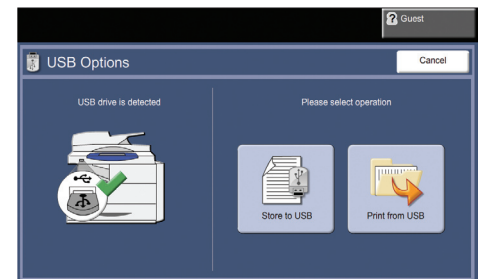 Guest
USB Options
Cancel
USB drive is detected
Please select operation
Store to USB
Print from USB